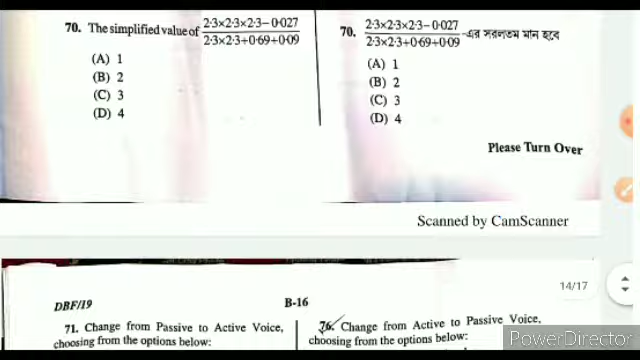 70. The simplified value of 2·3×2·3×2·3−0·027
2·3×2·3+0·69+0·09
(A) 1
(B) 2
(C) 3
(D) 4
70. 2·3×2·3×2·3−0·027
2·3×2·3+0·69+0·09 -এর সরলতম মান হবে
(A) 1
(B) 2
(C) 3
(D) 4
Please Turn Over
Scanned by CamScanner
14/17
DBF/19
B-16
71. Change from Passive to Active Voice,
choosing from the options below:
76. Change from Active to Passive Voice,
choosing from the options below:
PowerDirector